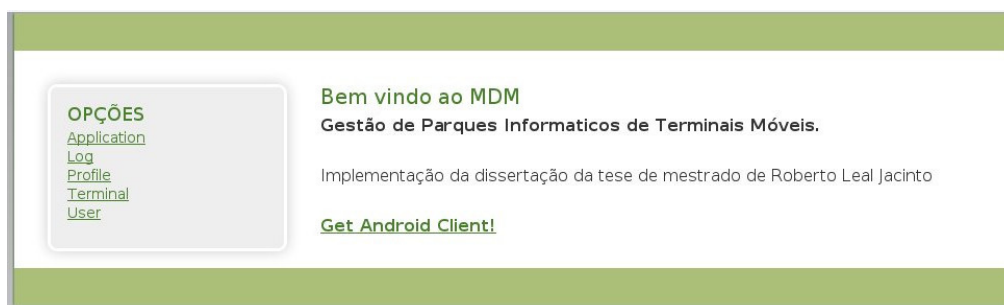 OPÇÕES
Application
Log
Profile
Terminal
User
Bem vindo ao MDM
Gestão de Parques Informaticos de Terminais Móveis.
Implementação da dissertação da tese de mestrado de Roberto Leal Jacinto
Get Android Client!